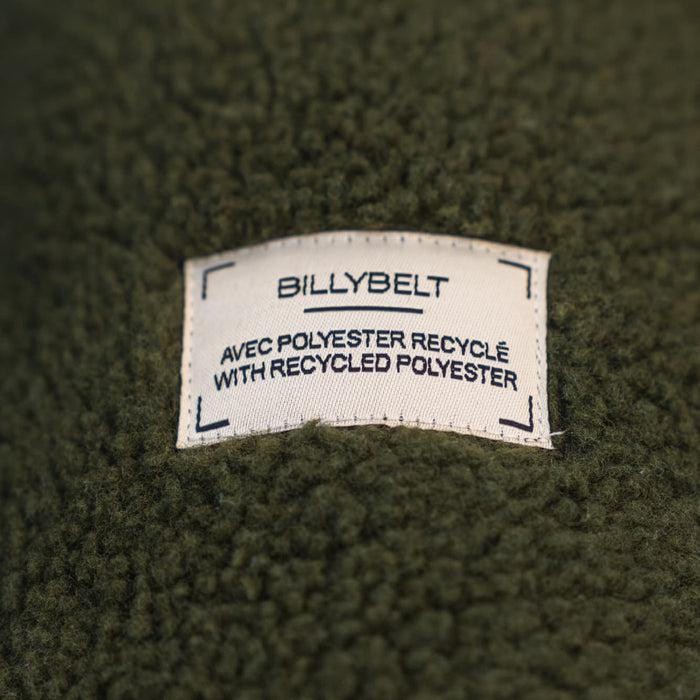 BILLYBELT
AVEC POLYESTER RECYCLÉ
WITH RECYCLED POLYESTER